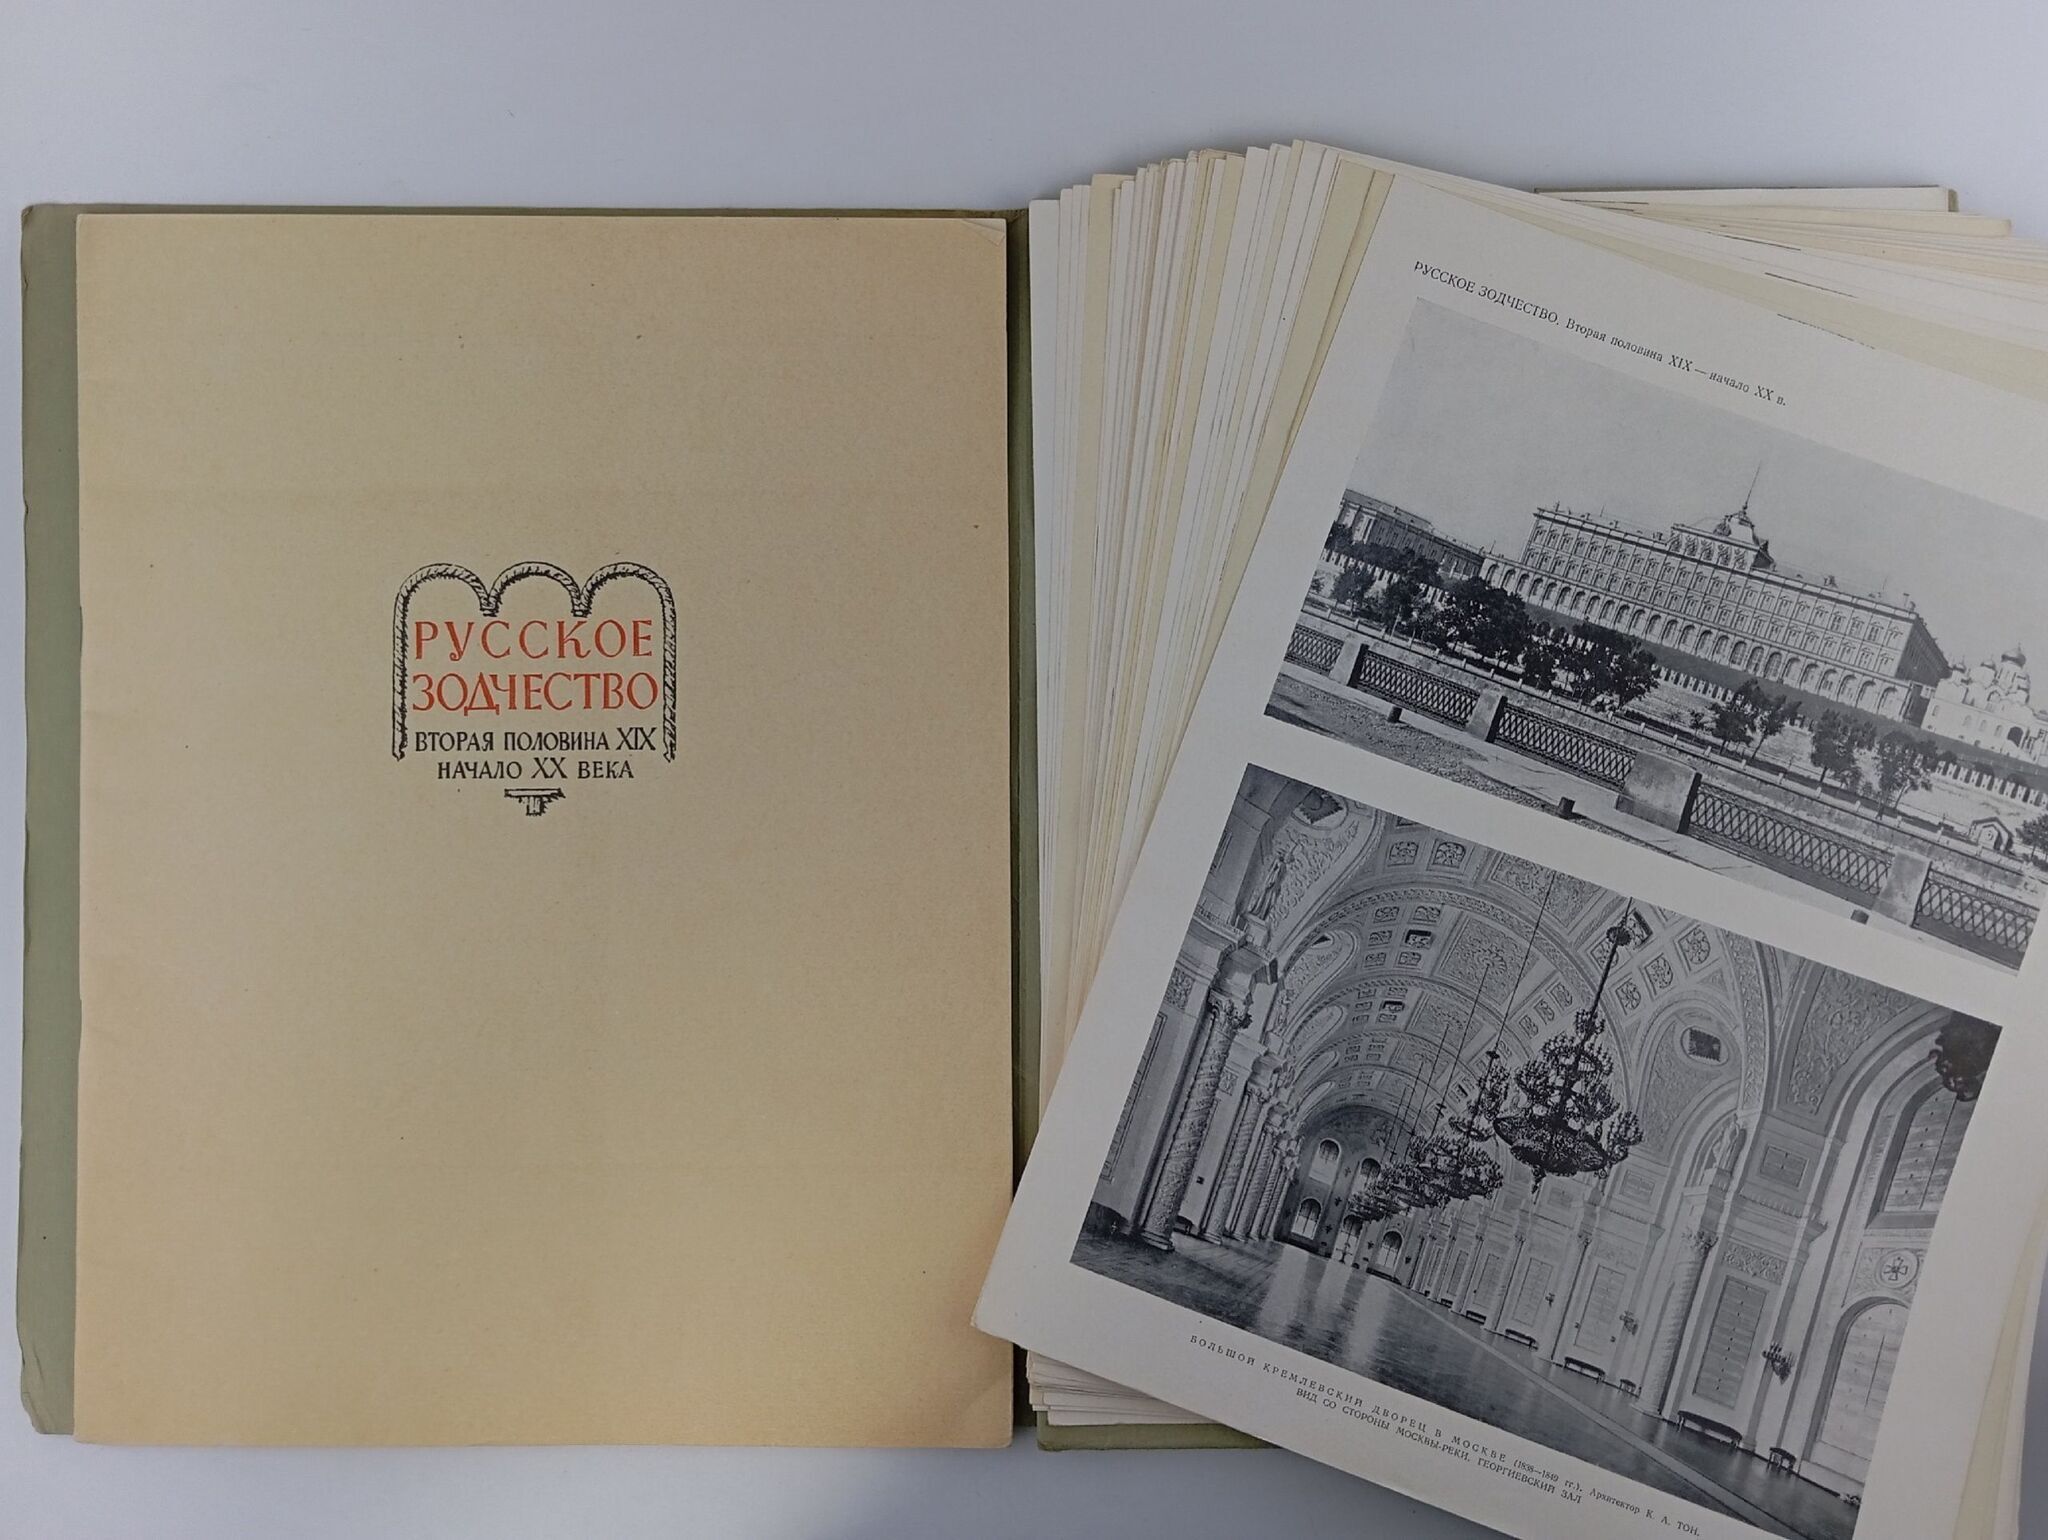 РУССКОЕ
ЗОДЧЕСТВО
ВТОРАЯ ПОЛОВИНА XIX
НАЧАЛО XX ВЕКА
РУССКОЕ ЗОДЧЕСТВО. Вторая половина XIX — начало XX в.
БОЛЬШОЙ КРЕМЛЕВСКИЙ ДВОРЕЦ В МОСКВЕ (1838—1849 гг.). Архитектор К. А. ТОН.
ВИД СО СТОРОНЫ МОСКВЫ-РЕКИ. ГЕОРГИЕВСКИЙ ЗАЛ